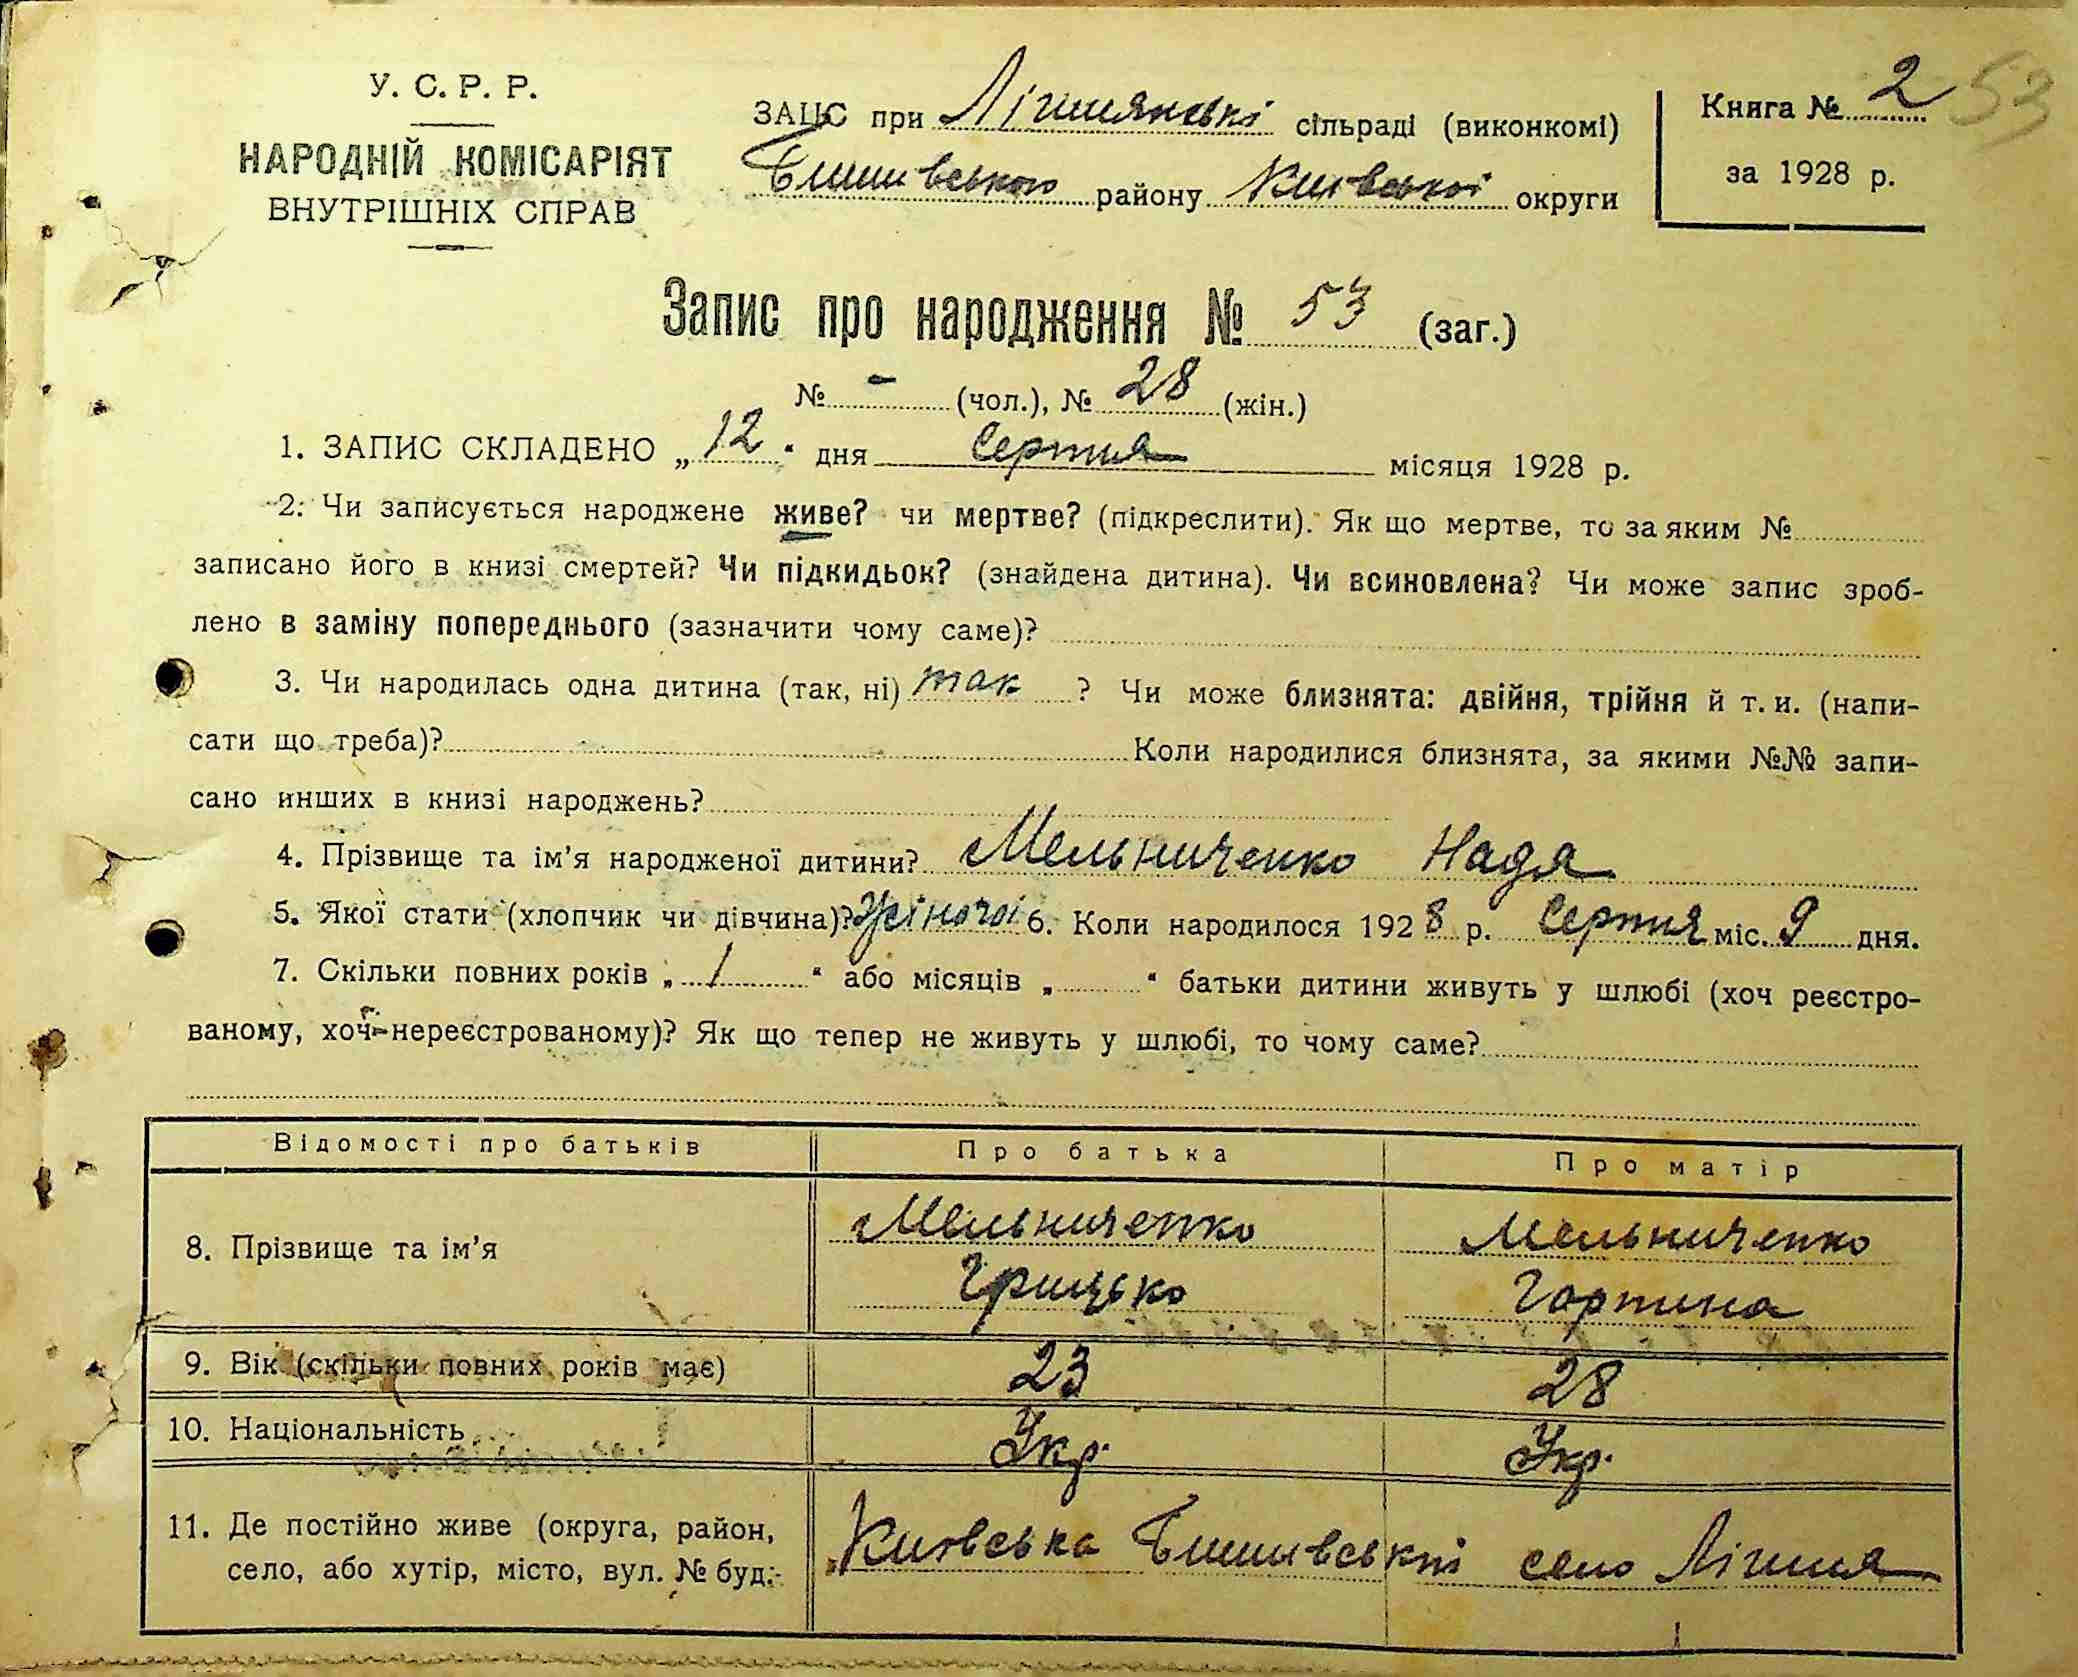 У. С. Р. Р.
НАРОДНІЙ КОМІСАРІЯТ
ВНУТРІШНІХ СПРАВ
ЗАЦС при Лішнянські сільраді (виконкомі)
Бишивського району Київської округи
Книга № 2 53
за 1928 р.
Запис про народження № 53 (заг.)
№ - (чол.), № 28 (жін.)
1. ЗАПИС СКЛАДЕНО „12“ дня Серпня місяця 1928 р.
2. Чи записується народжене живе? чи мертве? (підкреслити). Як що мертве, то за яким №
записано його в книзі смертей? Чи підкидьок? (знайдена дитина). Чи всиновлена? Чи може запис зроб-
лено в заміну попереднього (зазначити чому саме)?
3. Чи народилась одна дитина (так, ні) так ? Чи може близнята: двійня, трійня й т. и. (напи-
сати що треба)? Коли народилися близнята, за якими №№ запи-
сано инших в книзі народжень?
4. Прізвище та ім’я народженої дитини? Мельниченко Надя
5. Якої стати (хлопчик чи дівчина)? Жіночої 6. Коли народилося 1928 р. Серпня міс. 9 дня.
7. Скільки повних років „1“ або місяців „ “ батьки дитини живуть у шлюбі (хоч реєстро-
ваному, хоч нереєстрованому)? Як що тепер не живуть у шлюбі, то чому саме?
Відомості про батьків Про батька Про матір
8. Прізвище та ім’я Мельниченко Мельниченко
Грицько Горпина
9. Вік (скільки повних років має) 23 28
10. Національність Укр. Укр.
11. Де постійно живе (округа, район, Київська Бишивський село Лішня
село, або хутір, місто, вул. № буд.